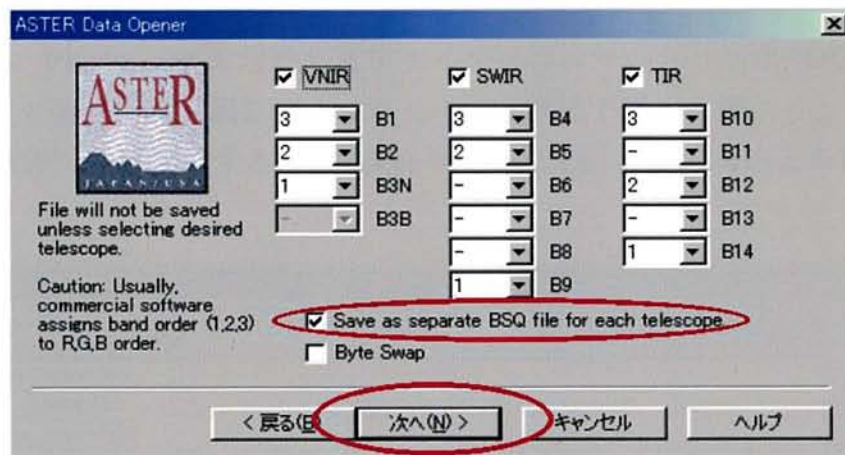 ASTER Data Opener
ASTER
JAPAN/USA
File will not be saved
unless selecting desired
telescope.
Caution: Usually,
commercial software
assigns band order (1,2,3)
to R,G,B order.
VNIR
3 B1
2 B2
1 B3N
- B3B
SWIR
3 B4
2 B5
- B6
- B7
- B8
1 B9
TIR
3 B10
- B11
2 B12
- B13
1 B14
Save as separate BSQ file for each telescope
Byte Swap
< 戻る(B) 次へ(N) > キャンセル ヘルプ